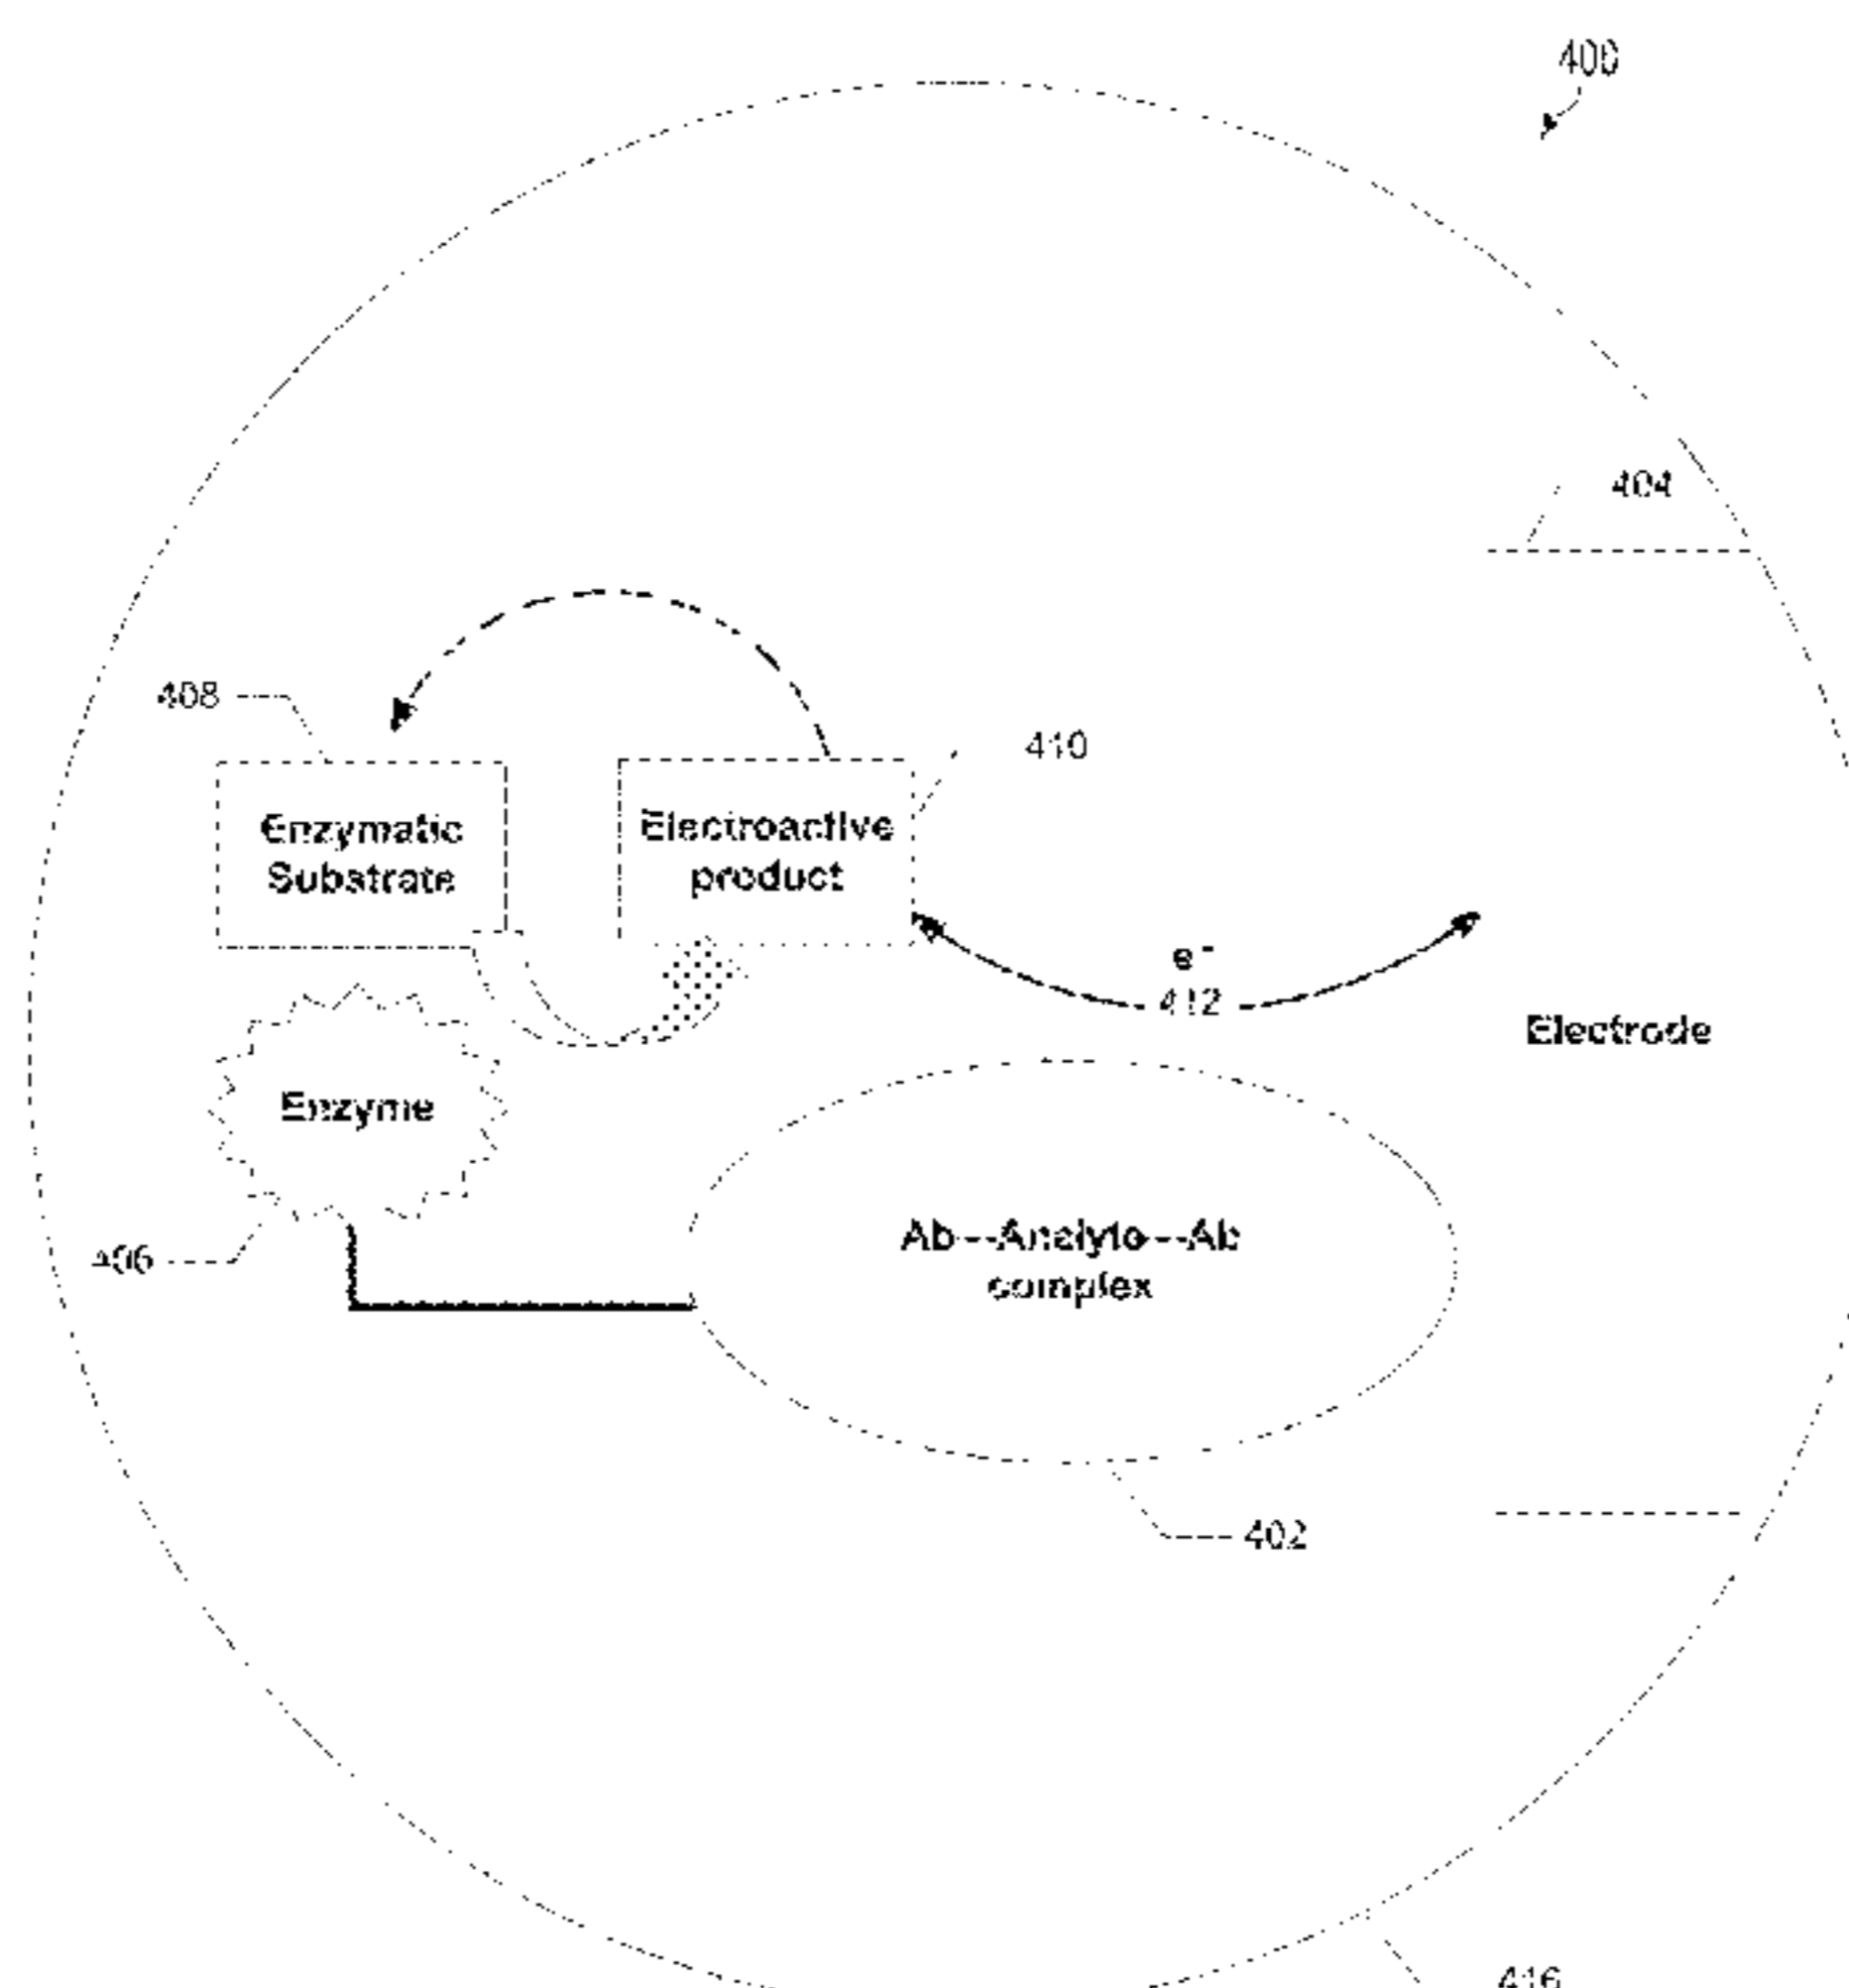 400
404
408
410
Enzymatic
Substrate
Electroactive
product
e⁻
412
Electrode
Enzyme
406
Ab---Analyte---Ab
complex
402
416